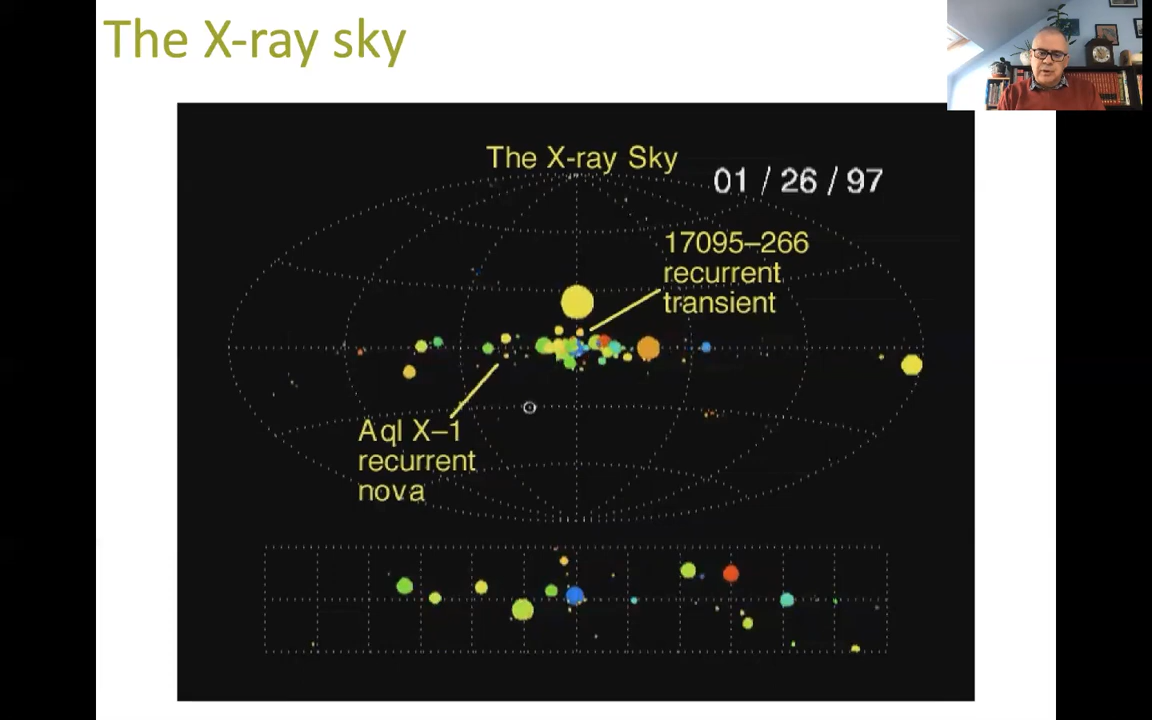 The X-ray sky
The X-ray Sky
01 / 26 / 97
17095–266
recurrent
transient
Aql X–1
recurrent
nova